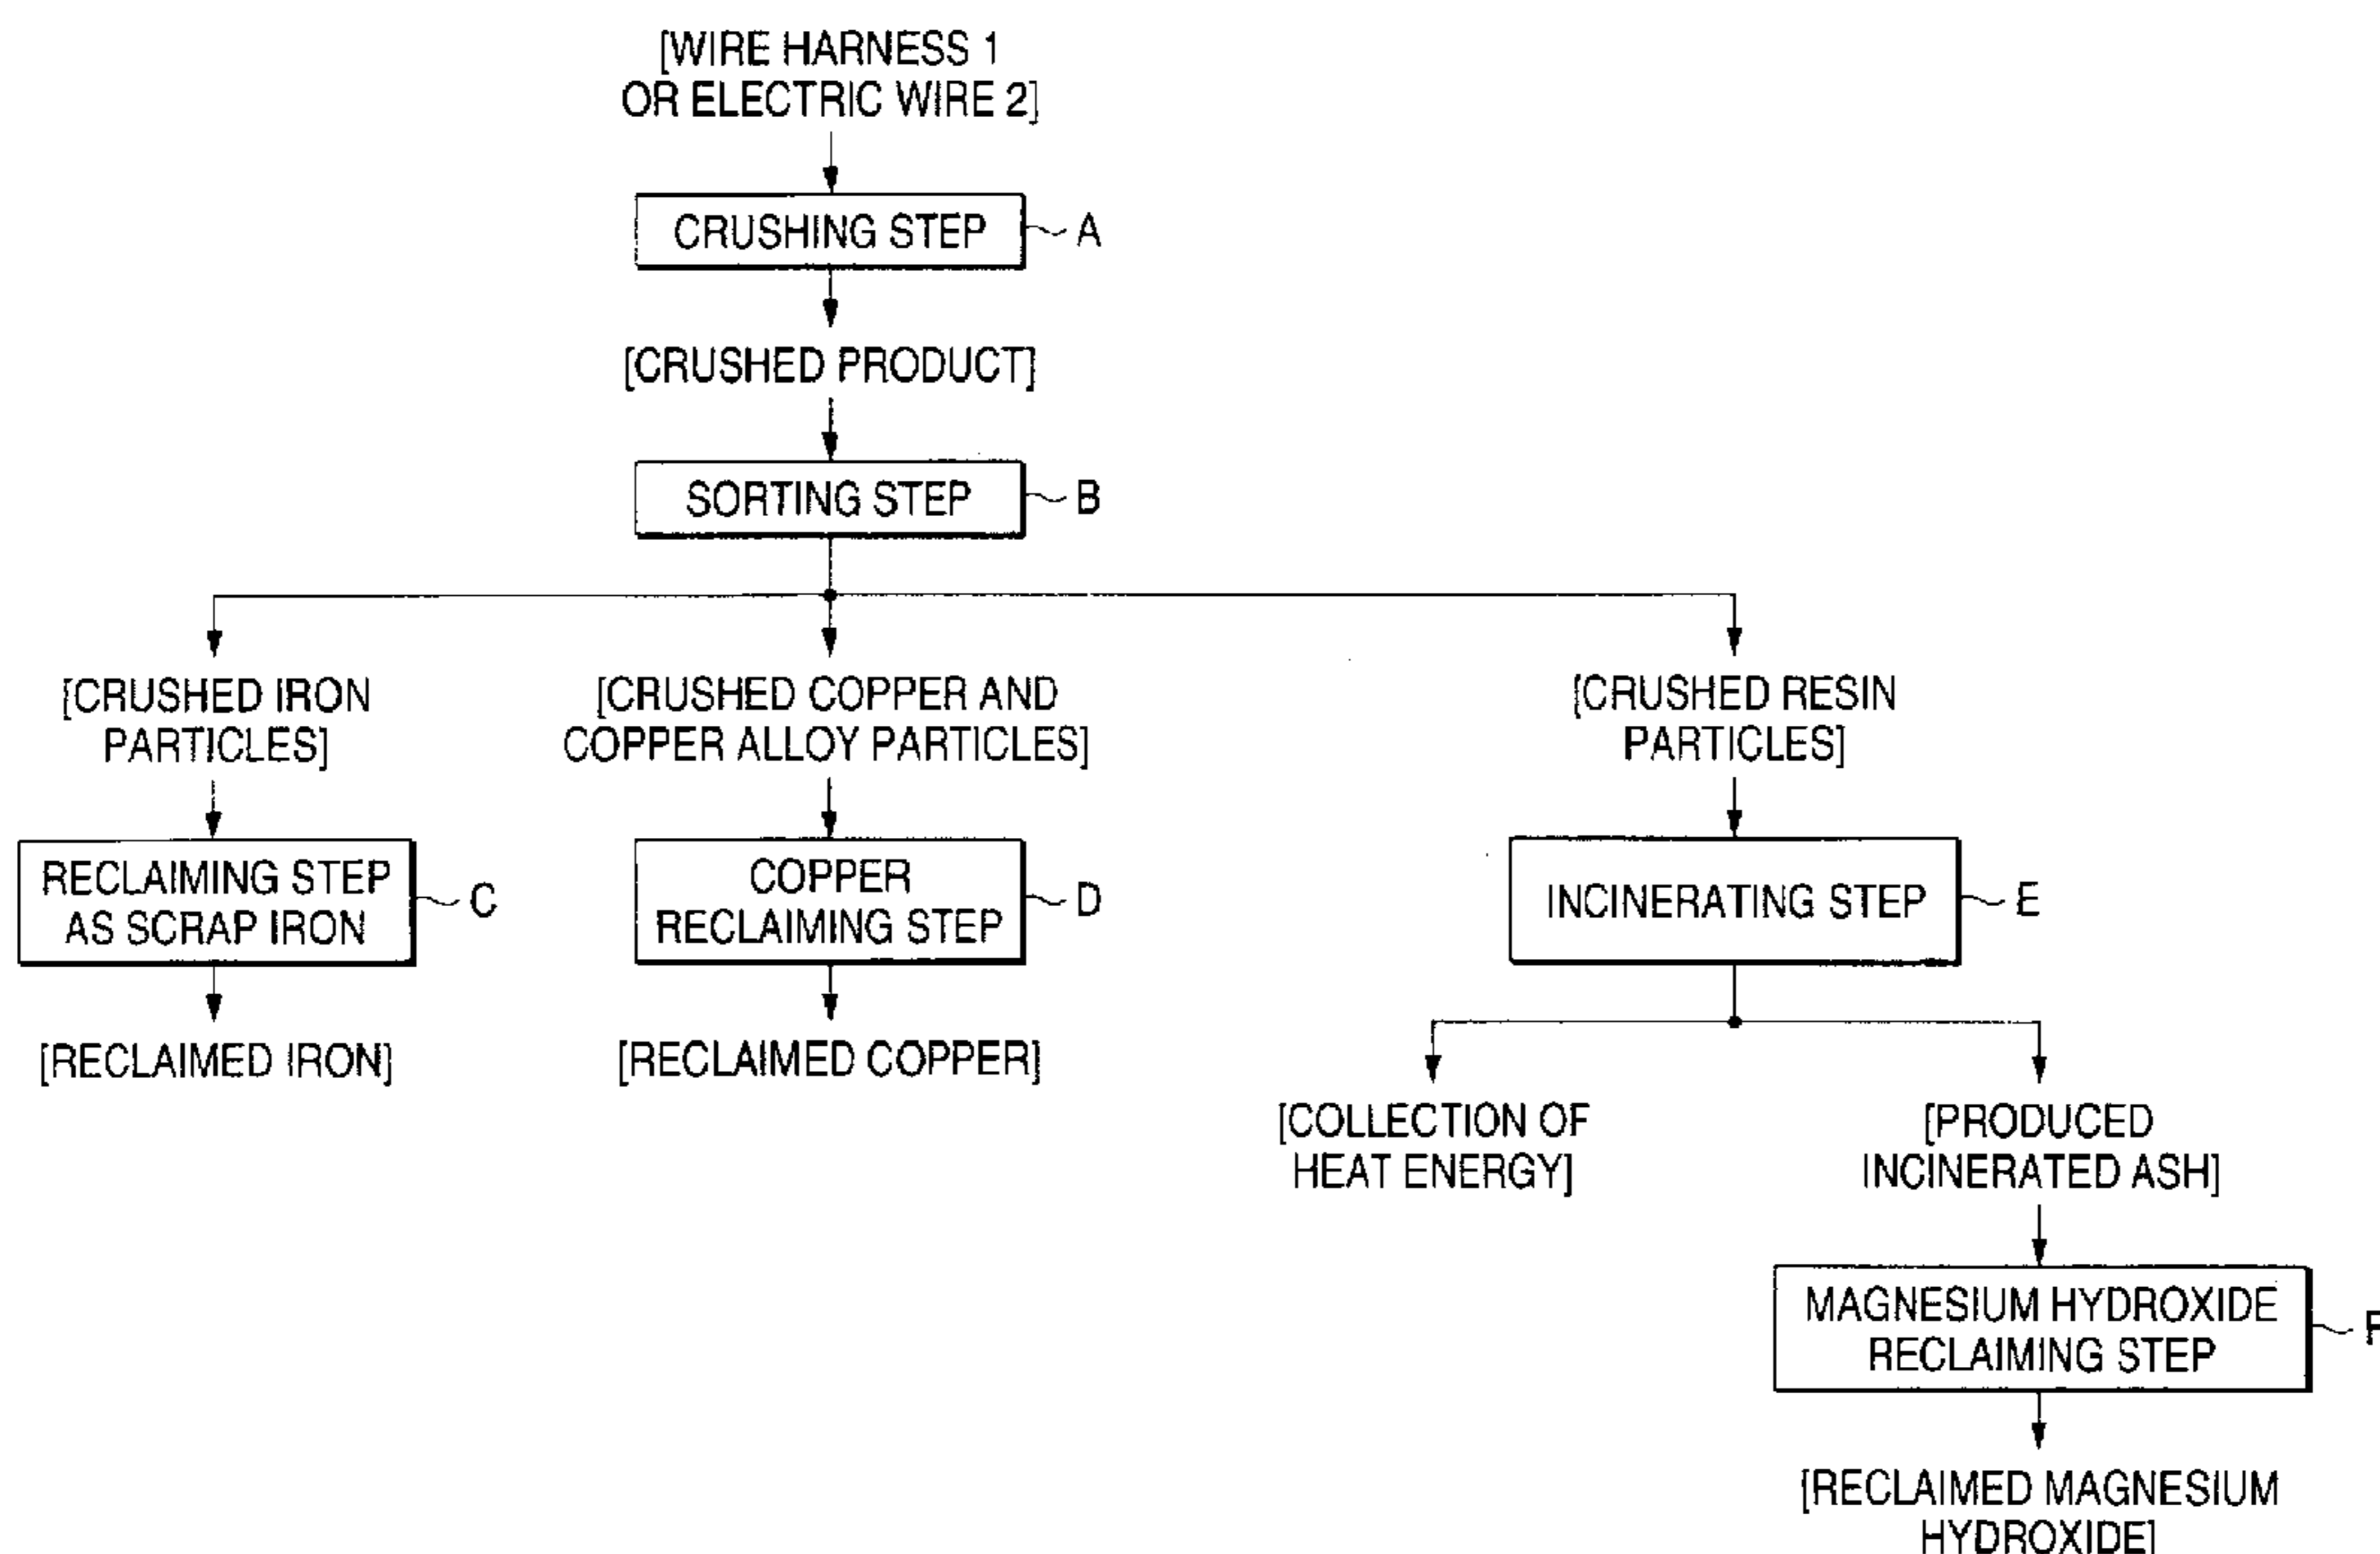 [WIRE HARNESS 1
OR ELECTRIC WIRE 2]
CRUSHING STEP
A
[CRUSHED PRODUCT]
SORTING STEP
B
[CRUSHED IRON
PARTICLES]
[CRUSHED COPPER AND
COPPER ALLOY PARTICLES]
[CRUSHED RESIN
PARTICLES]
RECLAIMING STEP
AS SCRAP IRON
C
COPPER
RECLAIMING STEP
D
INCINERATING STEP
E
[RECLAIMED IRON]
[RECLAIMED COPPER]
[COLLECTION OF
HEAT ENERGY]
[PRODUCED
INCINERATED ASH]
MAGNESIUM HYDROXIDE
RECLAIMING STEP
F
[RECLAIMED MAGNESIUM
HYDROXIDE]